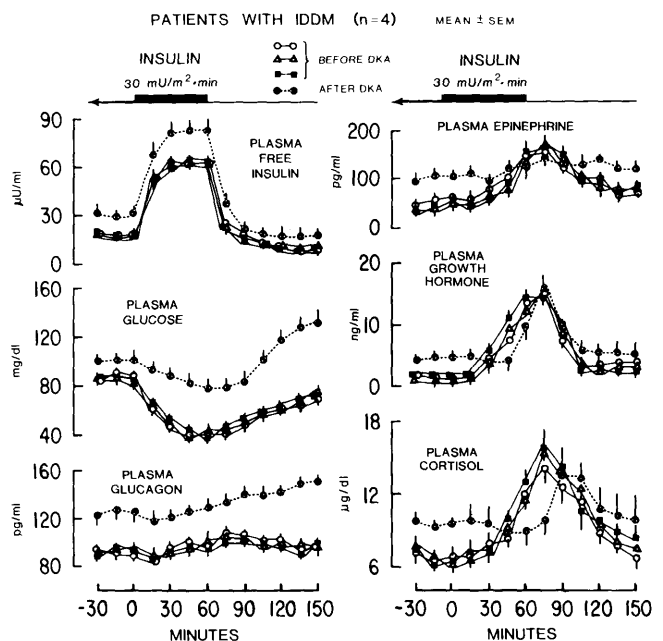 PATIENTS WITH IDDM (n=4) MEAN ± SEM
INSULIN
30 mU/m²·min
BEFORE DKA
AFTER DKA
INSULIN
30 mU/m²·min
PLASMA
FREE
INSULIN
µU/ml
90
60
30
0
PLASMA
GLUCOSE
mg/dl
160
120
80
40
PLASMA
GLUCAGON
pg/ml
160
120
80
-30 0 30 60 90 120 150
MINUTES
PLASMA EPINEPHRINE
pg/ml
200
100
0
PLASMA
GROWTH
HORMONE
ng/ml
20
10
0
PLASMA
CORTISOL
µg/dl
18
12
9
6
-30 0 30 60 90 120 150
MINUTES